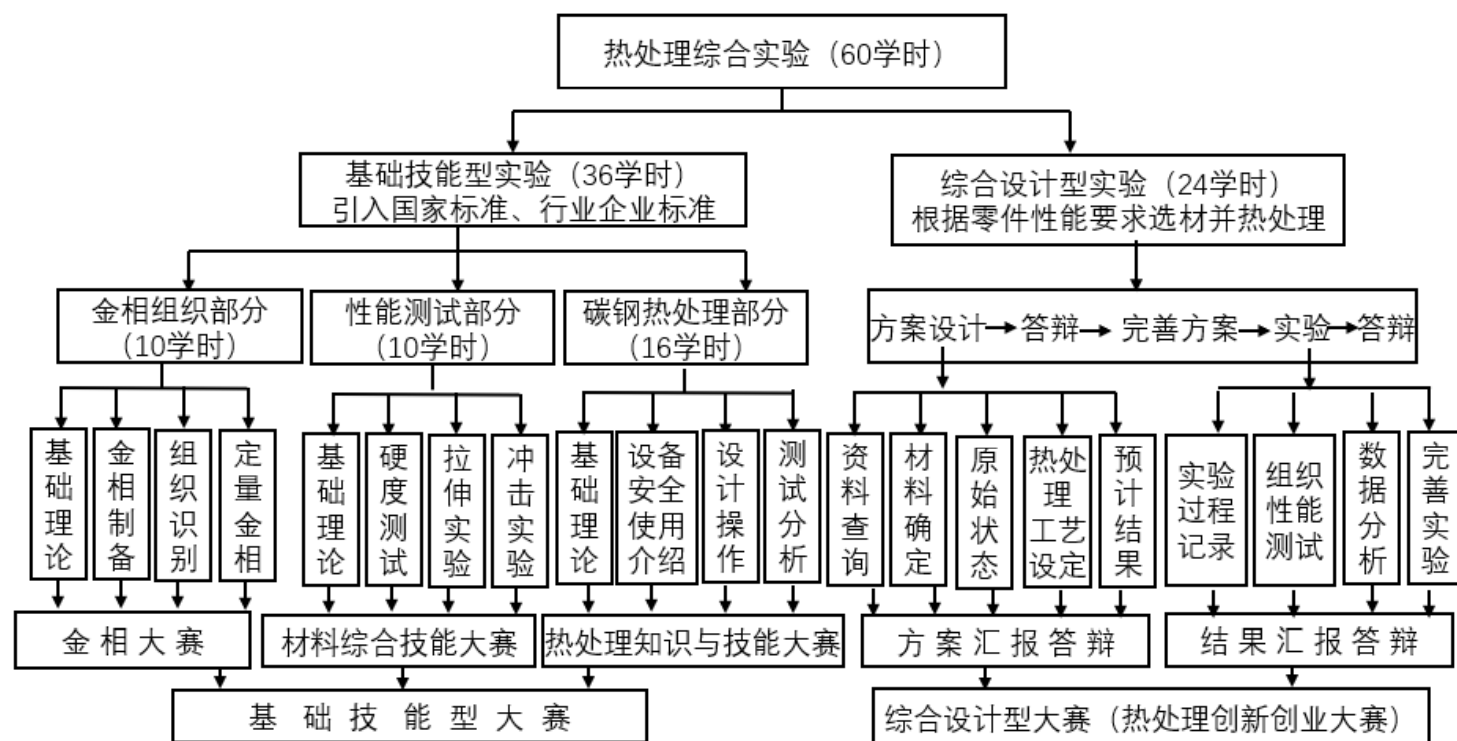 热处理综合实验（60学时）
基础技能型实验（36学时）
引入国家标准、行业企业标准
综合设计型实验（24学时）
根据零件性能要求选材并热处理
金相组织部分
（10学时）
性能测试部分
（10学时）
碳钢热处理部分
（16学时）
方案设计 答辩 完善方案 实验 答辩
基础理论
金相制备
组织识别
定量金相
基础理论
硬度测试
拉伸实验
冲击实验
基础理论
设备
安全
使用
介绍
设计操作
测试分析
资料查询
材料确定
原始状态
热处
理
工艺
设定
预计结果
实验
过程
记录
组织
性能
测试
数据分析
完善实验
金相大赛
材料综合技能大赛
热处理知识与技能大赛
方案汇报答辩
结果汇报答辩
基础技能型大赛
综合设计型大赛（热处理创新创业大赛）